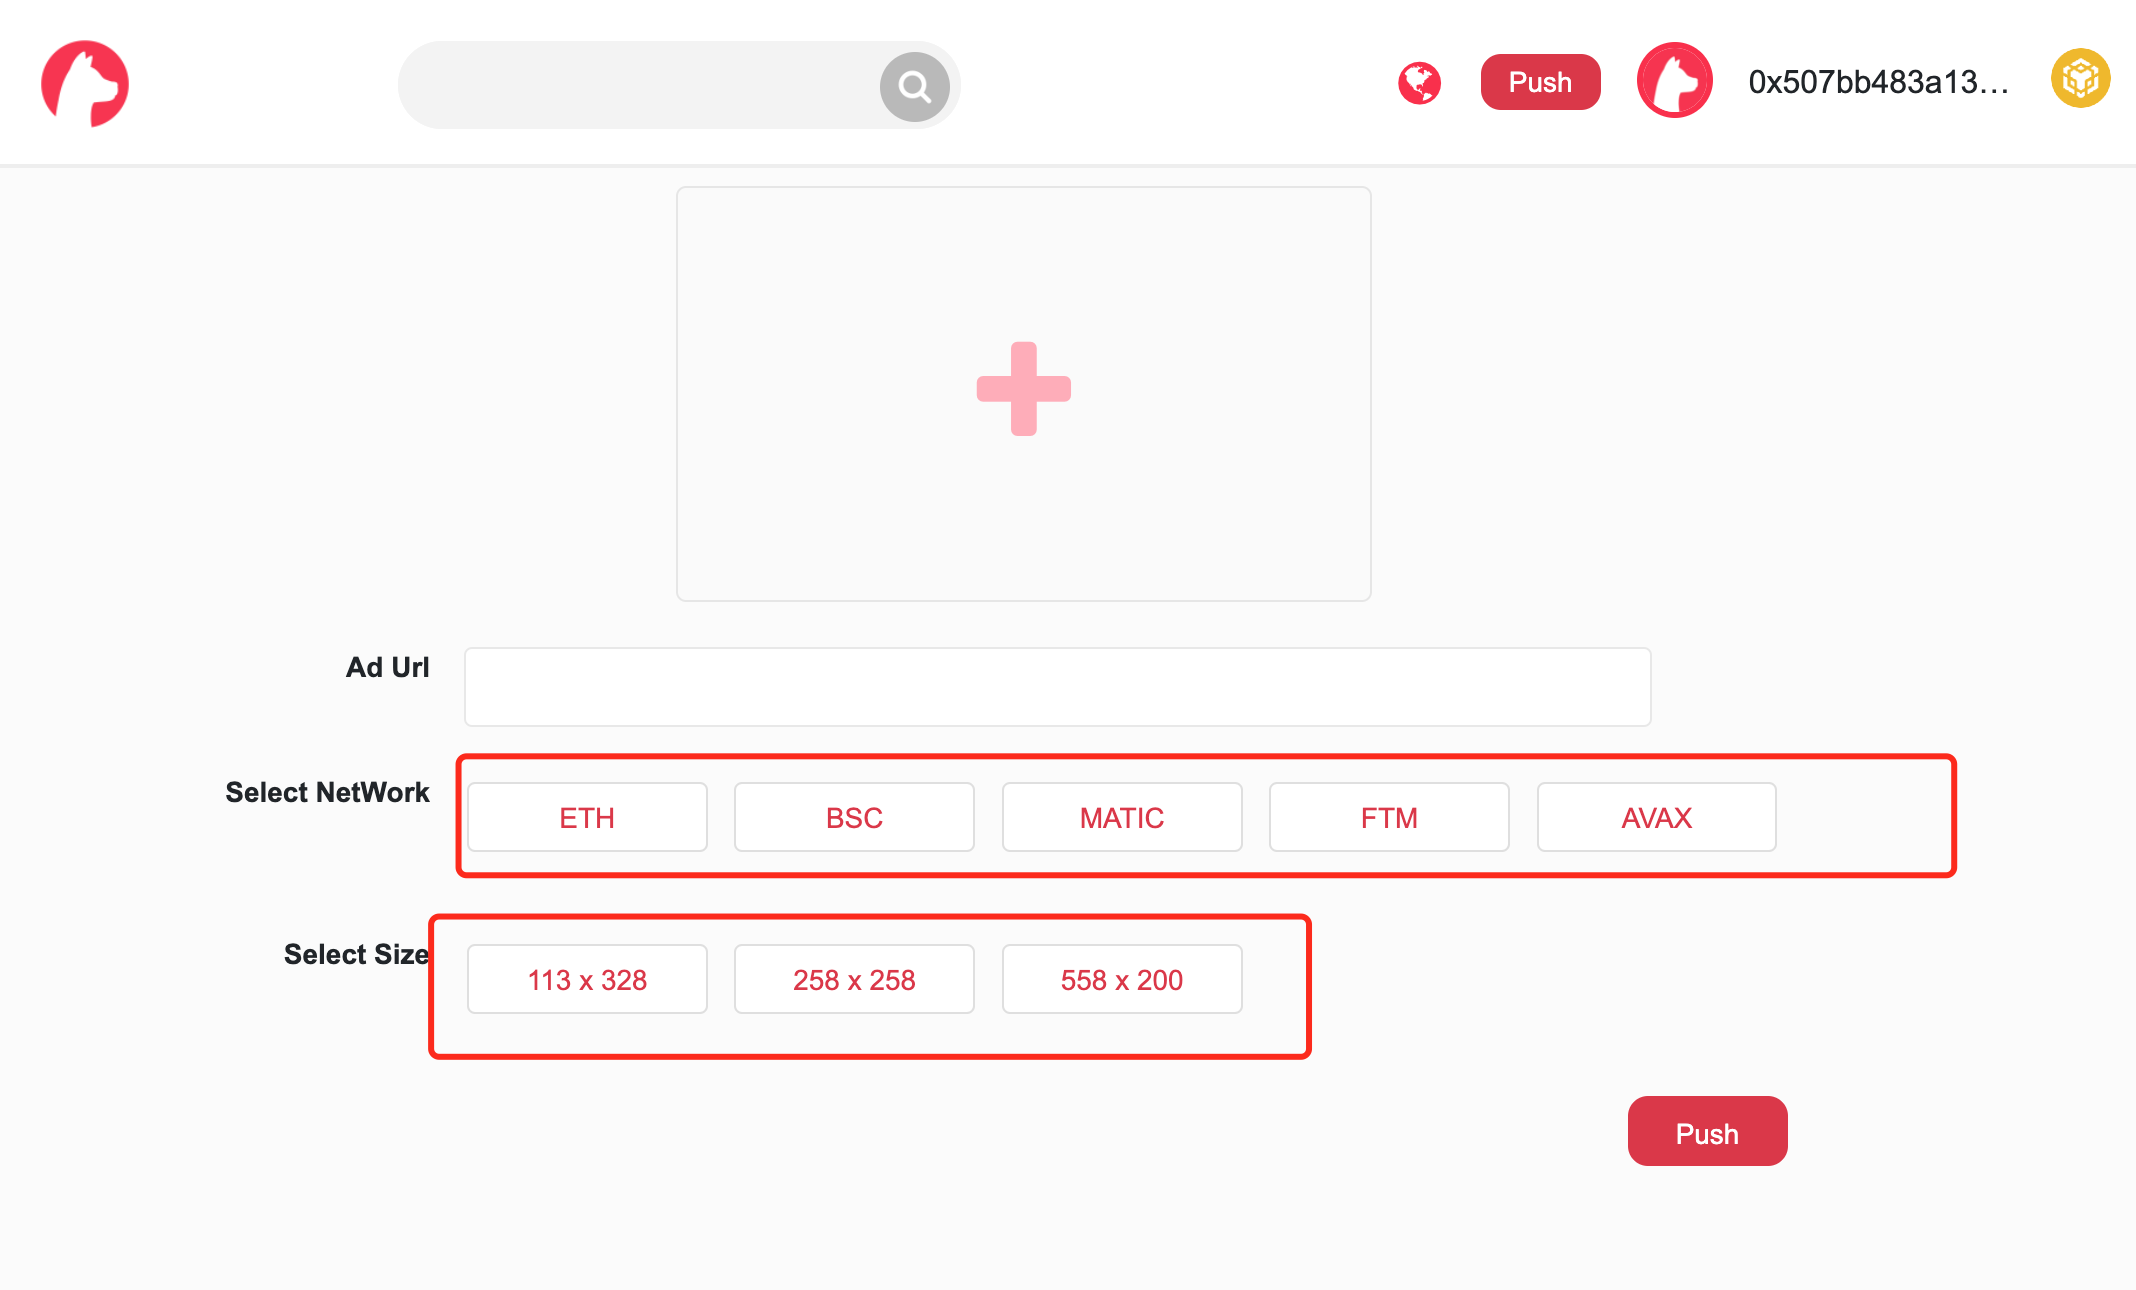 Push 0x507bb483a13...
Ad Url
Select NetWork ETH BSC MATIC FTM AVAX
Select Size 113 x 328 258 x 258 558 x 200
Push